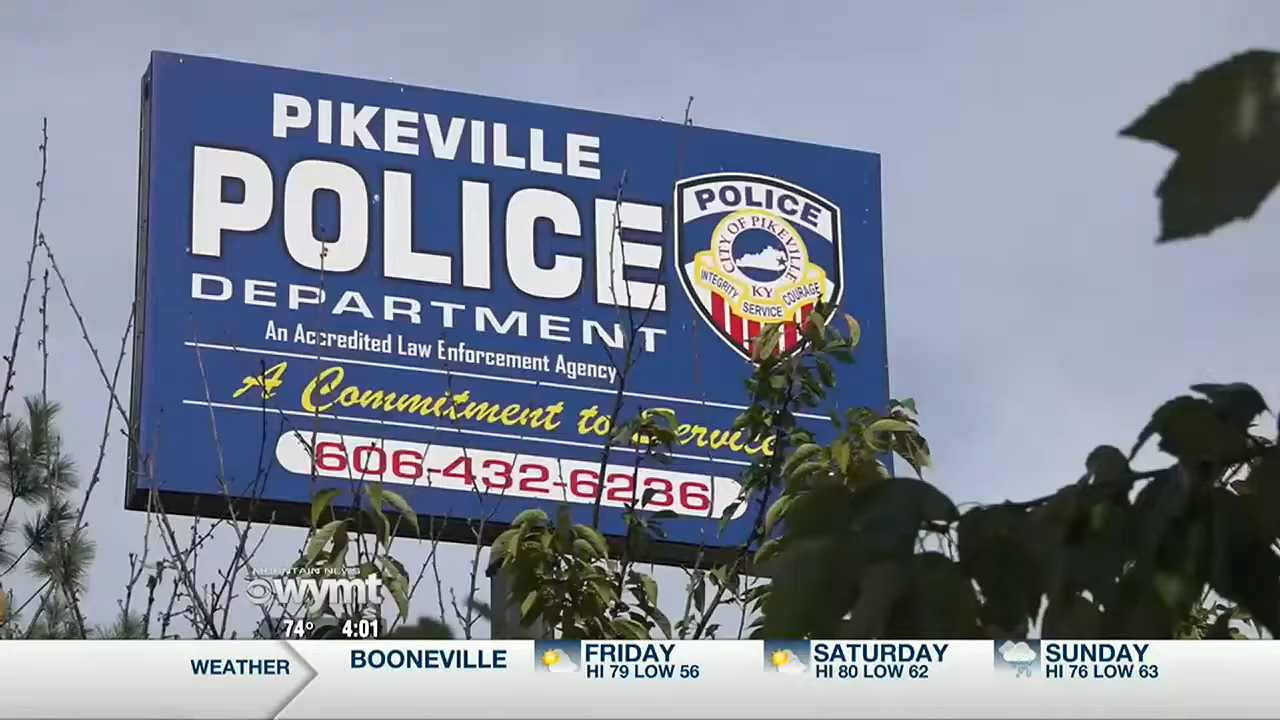 PIKEVILLE
POLICE
DEPARTMENT
An Accredited Law Enforcement Agency
A Commitment to Service
606-432-6236
POLICE
CITY OF PIKEVILLE
KY
INTEGRITY SERVICE COURAGE
MOUNTAIN NEWS
wymt
74° 4:01
WEATHER
BOONEVILLE
FRIDAY
HI 79 LOW 56
SATURDAY
HI 80 LOW 62
SUNDAY
HI 76 LOW 63